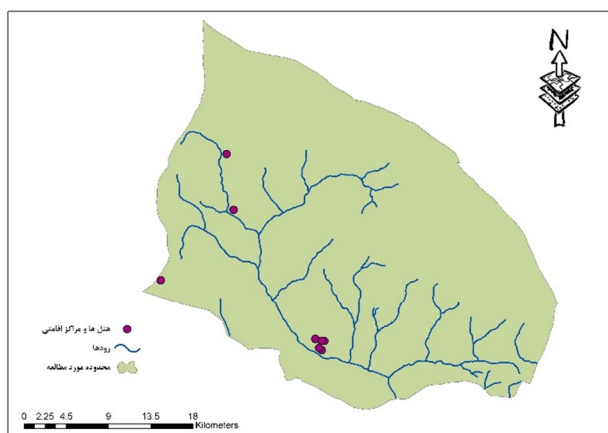 N
هتل ها و مراکز اقامتی
رودها
محدوده مورد مطالعه
0 2.25 4.5 9 13.5 18
Kilometers